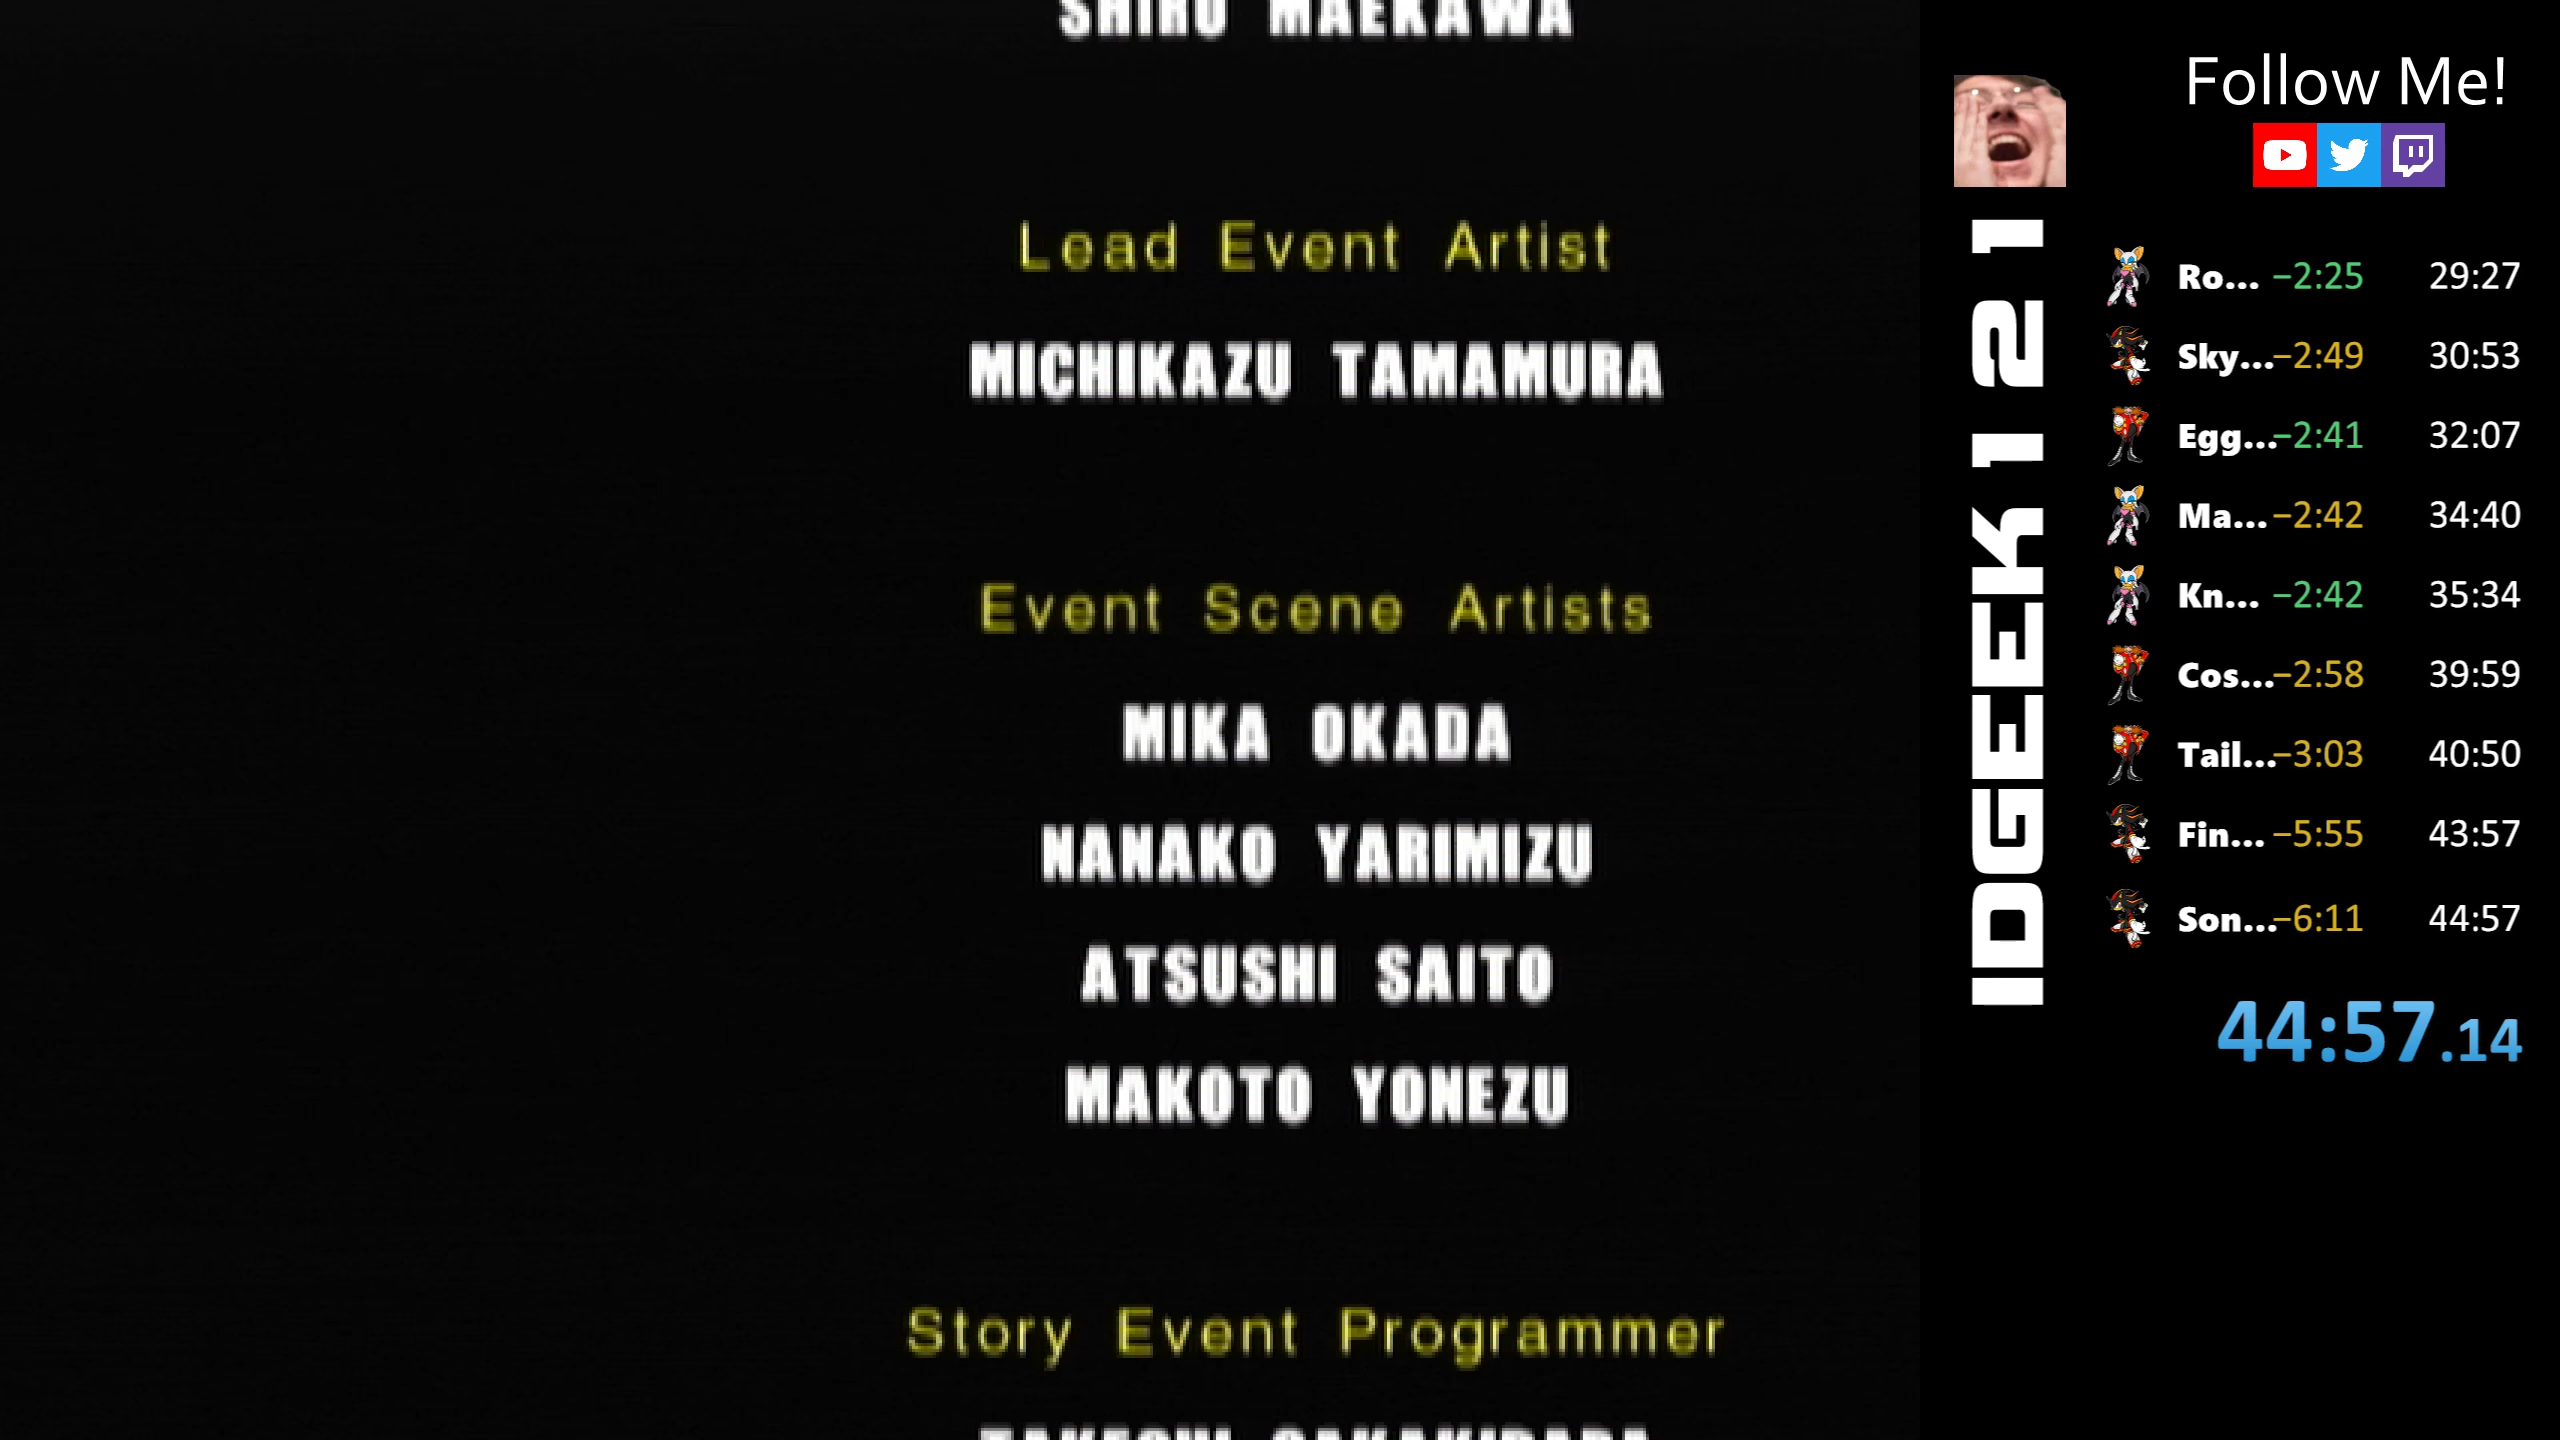 SHIRO MAEKAWA
Lead Event Artist
MICHIKAZU TAMAMURA
Event Scene Artists
MIKA OKADA
NANAKO YARIMIZU
ATSUSHI SAITO
MAKOTO YONEZU
Story Event Programmer
IDGEEK121
Follow Me!
Ro... −2:25 29:27
Sky... −2:49 30:53
Egg... −2:41 32:07
Ma... −2:42 34:40
Kn... −2:42 35:34
Cos... −2:58 39:59
Tail... −3:03 40:50
Fin... −5:55 43:57
Son... −6:11 44:57
44:57.14